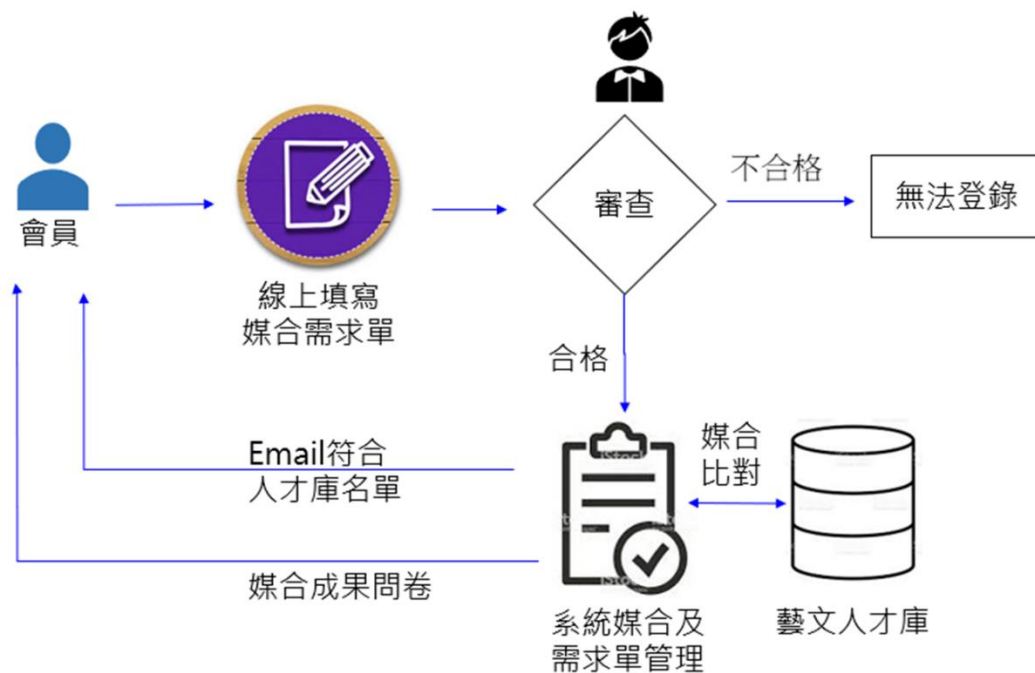 不合格
審查
無法登錄
會員
線上填寫
媒合需求單
合格
Email符合
人才庫名單
媒合
比對
iStock
媒合成果問卷
系統媒合及
需求單管理
藝文人才庫